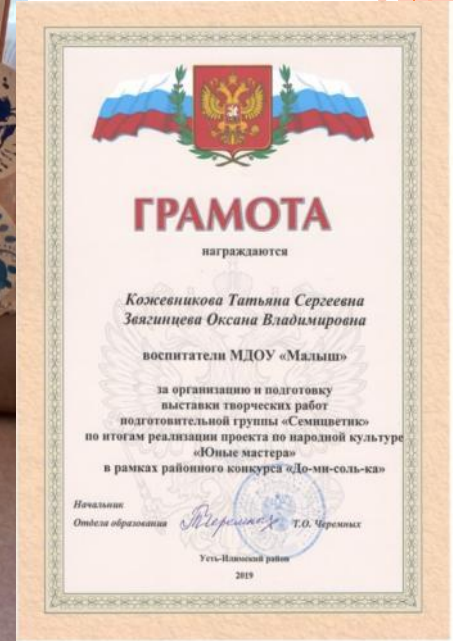 ГРАМОТА
награждаются
Кожевникова Татьяна Сергеевна
Звягинцева Оксана Владимировна
воспитатели МДОУ «Малыш»
за организацию и подготовку
выставки творческих работ
подготовительной группы «Семицветик»
по итогам реализации проекта по народной культуре
«Юные мастера»
в рамках районного конкурса «До-ми-соль-ка»
Начальник
Отдела образования Т.О. Черемных
Усть-Илимский район
2019